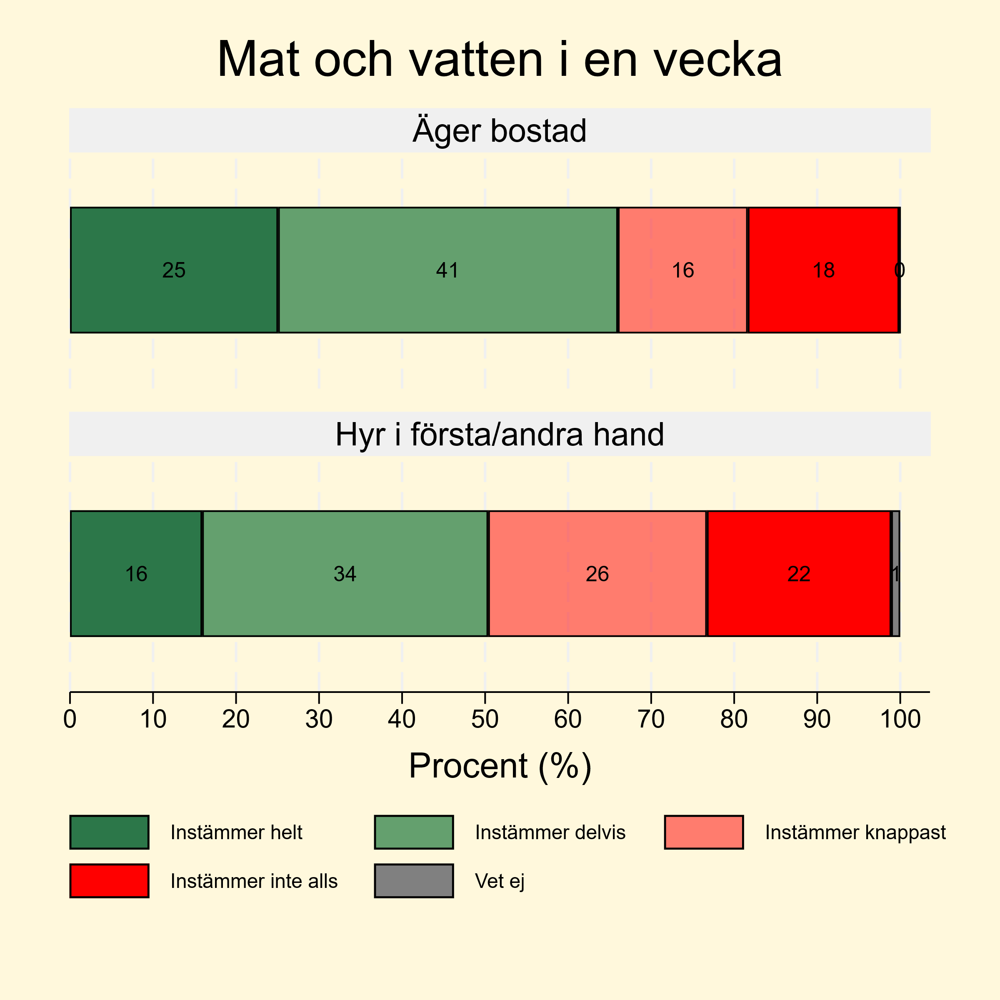 Mat och vatten i en vecka
Äger bostad
25 41 16 18 0
Hyr i första/andra hand
16 34 26 22 1
0 10 20 30 40 50 60 70 80 90 100
Procent (%)
Instämmer helt Instämmer delvis Instämmer knappast
Instämmer inte alls Vet ej